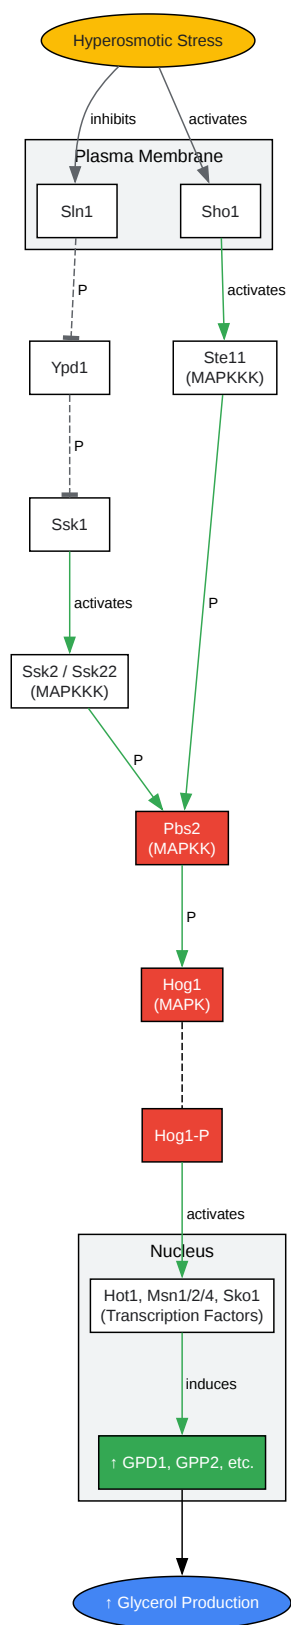 Hyperosmotic Stress
inhibits
activates
Plasma Membrane
Sln1
Sho1
P
activates
Ypd1
Ste11
(MAPKKK)
P
Ssk1
activates
P
Ssk2 / Ssk22
(MAPKKK)
P
Pbs2
(MAPKK)
P
Hog1
(MAPK)
Hog1-P
activates
Nucleus
Hot1, Msn1/2/4, Sko1
(Transcription Factors)
induces
↑ GPD1, GPP2, etc.
↑ Glycerol Production